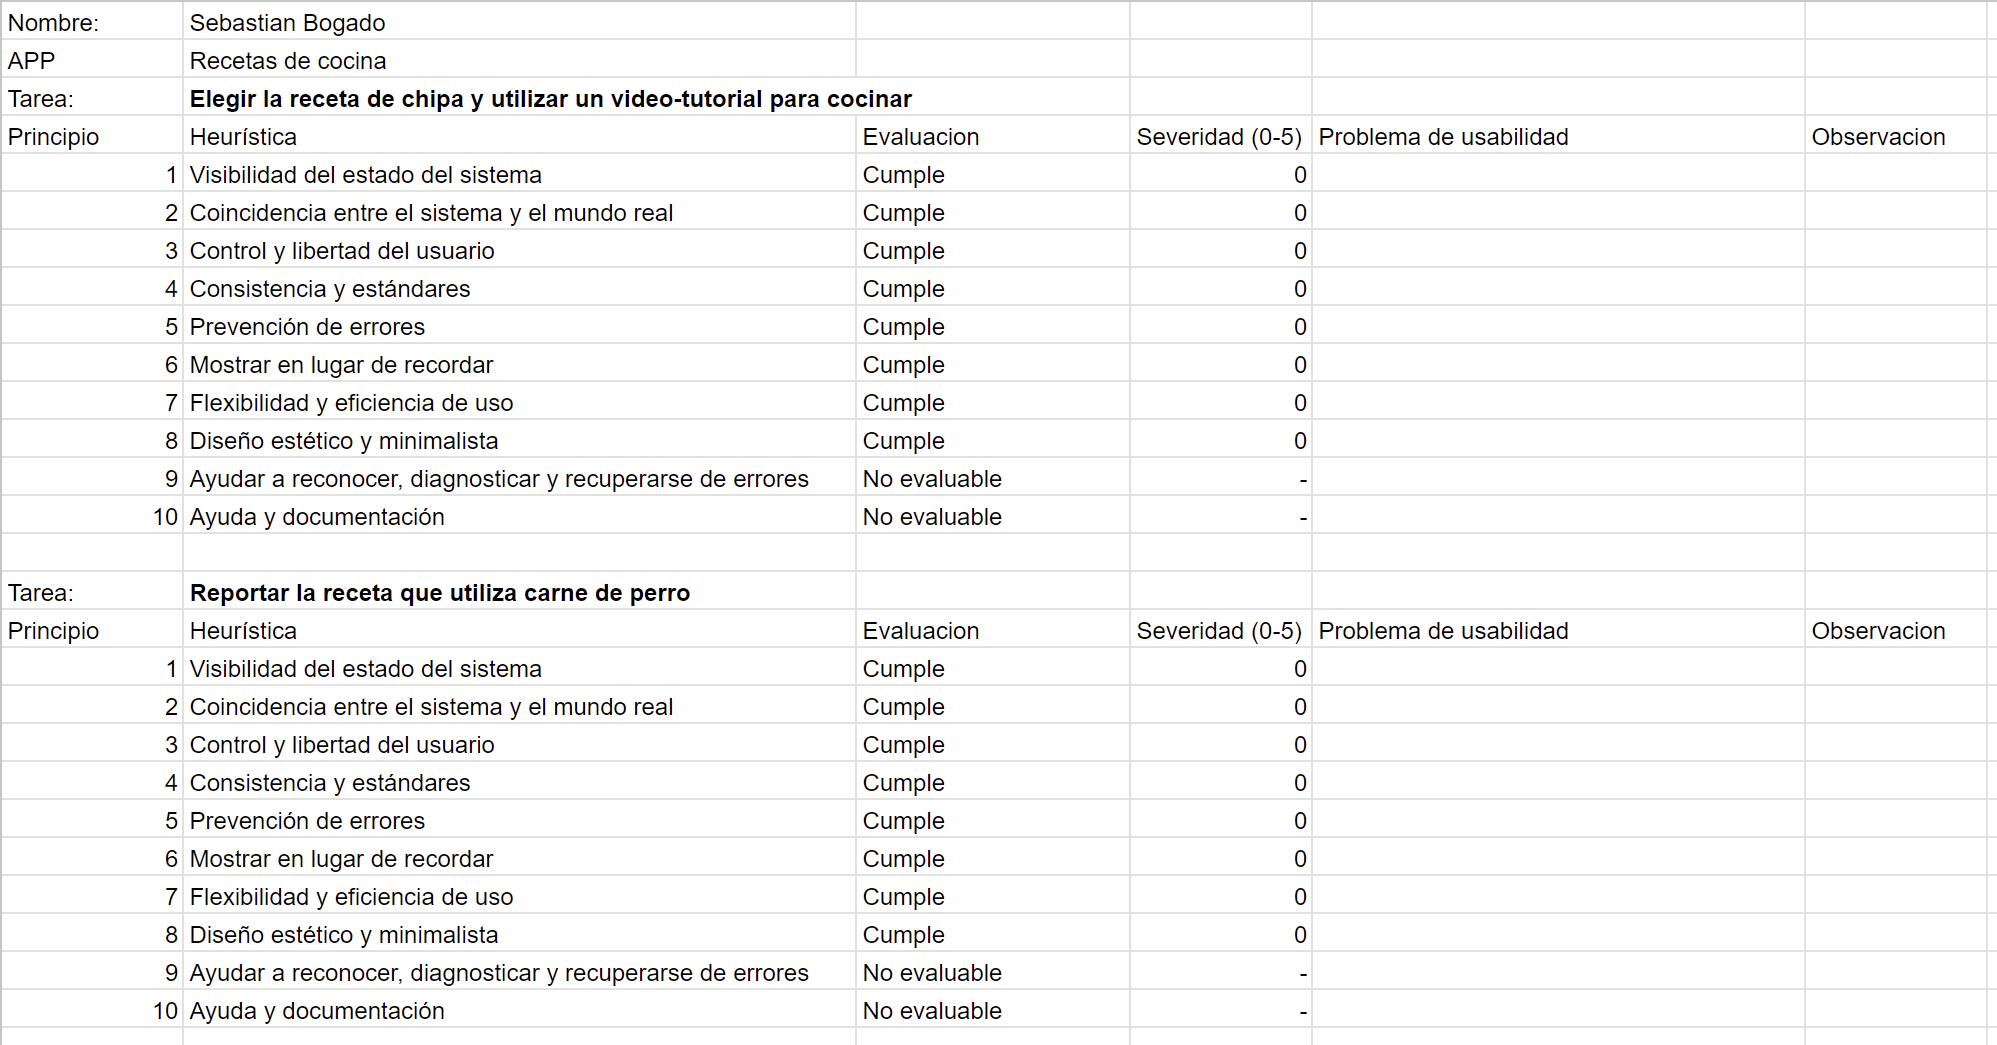 Nombre: Sebastian Bogado
APP Recetas de cocina
Tarea: Elegir la receta de chipa y utilizar un video-tutorial para cocinar
Principio Heurística Evaluacion Severidad (0-5) Problema de usabilidad Observacion
1 Visibilidad del estado del sistema Cumple 0
2 Coincidencia entre el sistema y el mundo real Cumple 0
3 Control y libertad del usuario Cumple 0
4 Consistencia y estándares Cumple 0
5 Prevención de errores Cumple 0
6 Mostrar en lugar de recordar Cumple 0
7 Flexibilidad y eficiencia de uso Cumple 0
8 Diseño estético y minimalista Cumple 0
9 Ayudar a reconocer, diagnosticar y recuperarse de errores No evaluable -
10 Ayuda y documentación No evaluable -
Tarea: Reportar la receta que utiliza carne de perro
Principio Heurística Evaluacion Severidad (0-5) Problema de usabilidad Observacion
1 Visibilidad del estado del sistema Cumple 0
2 Coincidencia entre el sistema y el mundo real Cumple 0
3 Control y libertad del usuario Cumple 0
4 Consistencia y estándares Cumple 0
5 Prevención de errores Cumple 0
6 Mostrar en lugar de recordar Cumple 0
7 Flexibilidad y eficiencia de uso Cumple 0
8 Diseño estético y minimalista Cumple 0
9 Ayudar a reconocer, diagnosticar y recuperarse de errores No evaluable -
10 Ayuda y documentación No evaluable -